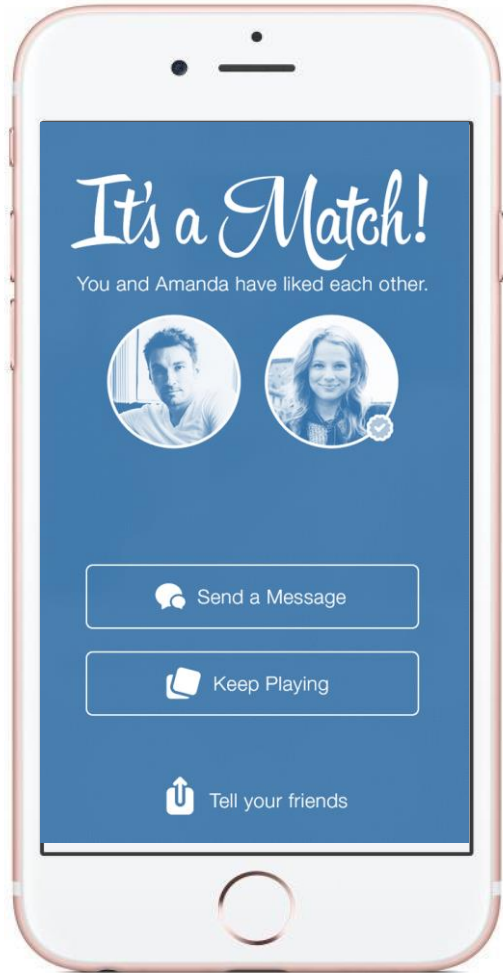 It's a Match!
You and Amanda have liked each other.
Send a Message
Keep Playing
Tell your friends